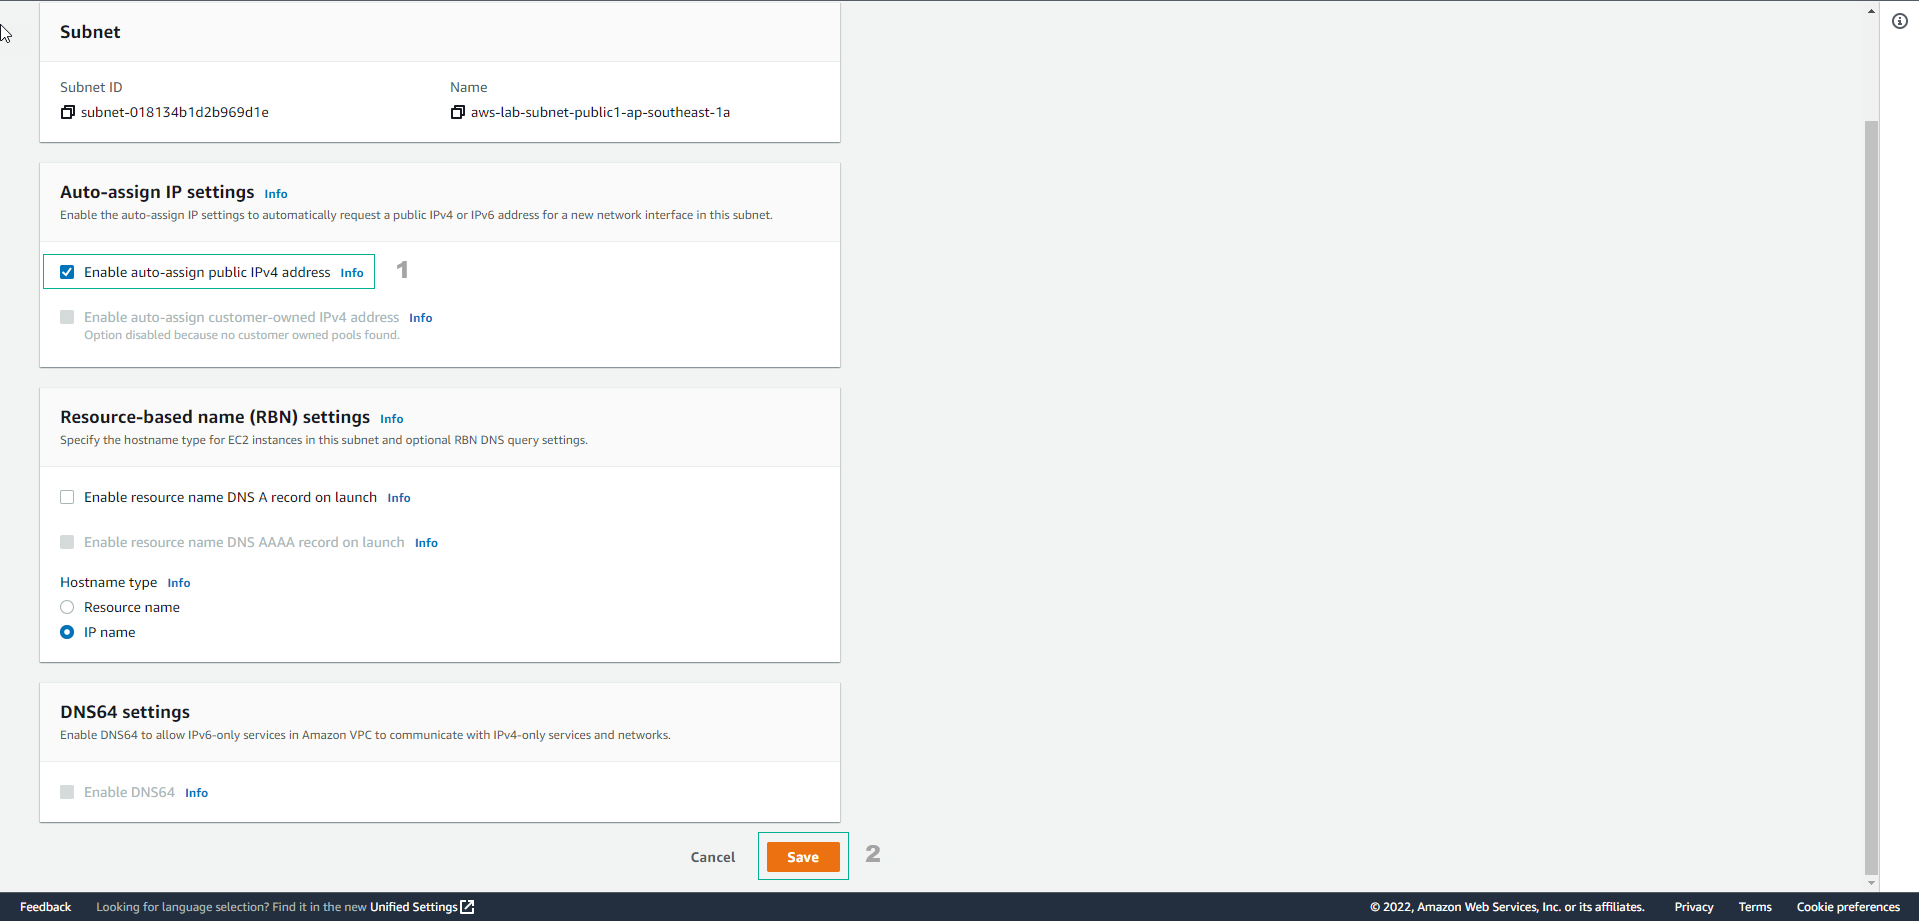 Subnet
Subnet ID
Name
subnet-018134b1d2b969d1e
aws-lab-subnet-public1-ap-southeast-1a
Auto-assign IP settings Info
Enable the auto-assign IP settings to automatically request a public IPv4 or IPv6 address for a new network interface in this subnet.
Enable auto-assign public IPv4 address Info
1
Enable auto-assign customer-owned IPv4 address Info
Option disabled because no customer owned pools found.
Resource-based name (RBN) settings Info
Specify the hostname type for EC2 instances in this subnet and optional RBN DNS query settings.
Enable resource name DNS A record on launch Info
Enable resource name DNS AAAA record on launch Info
Hostname type Info
Resource name
IP name
DNS64 settings
Enable DNS64 to allow IPv6-only services in Amazon VPC to communicate with IPv4-only services and networks.
Enable DNS64 Info
Cancel
Save
2
Feedback
Looking for language selection? Find it in the new Unified Settings
© 2022, Amazon Web Services, Inc. or its affiliates.
Privacy
Terms
Cookie preferences